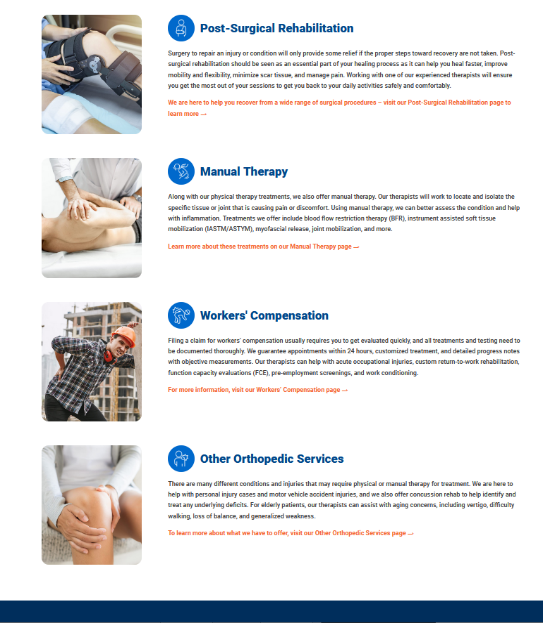 Post-Surgical Rehabilitation
Surgery to repair an injury or condition will only provide some relief if the proper steps toward recovery are not taken. Post-
surgical rehabilitation should be seen as an essential part of your healing process as it can help you heal faster, improve
mobility and flexibility, minimize scar tissue, and manage pain. Working with one of our experienced therapists will ensure
you get the most out of your sessions to get you back to your daily activities safely and comfortably.
We are here to help you recover from a wide range of surgical procedures – visit our Post-Surgical Rehabilitation page to
learn more →
Manual Therapy
Along with our physical therapy treatments, we also offer manual therapy. Our therapists will work to locate and isolate the
specific tissue or joint that is causing pain or discomfort. Using manual therapy, we can better assess the condition and help
with inflammation. Treatments we offer include blood flow restriction therapy (BFR), instrument assisted soft tissue
mobilization (IASTM/ASTYM), myofascial release, joint mobilization, and more.
Learn more about these treatments on our Manual Therapy page →
Workers' Compensation
Filing a claim for workers' compensation usually requires you to get evaluated quickly, and all treatments and testing need to
be documented thoroughly. We guarantee appointments within 24 hours, customized treatment, and detailed progress notes
with objective measurements. Our therapists can help with acute occupational injuries, custom return-to-work rehabilitation,
function capacity evaluations (FCE), pre-employment screenings, and work conditioning.
For more information, visit our Workers' Compensation page →
Other Orthopedic Services
There are many different conditions and injuries that may require physical or manual therapy for treatment. We are here to
help with personal injury cases and motor vehicle accident injuries, and we also offer concussion rehab to help identify and
treat any underlying deficits. For elderly patients, our therapists can assist with aging concerns, including vertigo, difficulty
walking, loss of balance, and generalized weakness.
To learn more about what we have to offer, visit our Other Orthopedic Services page →